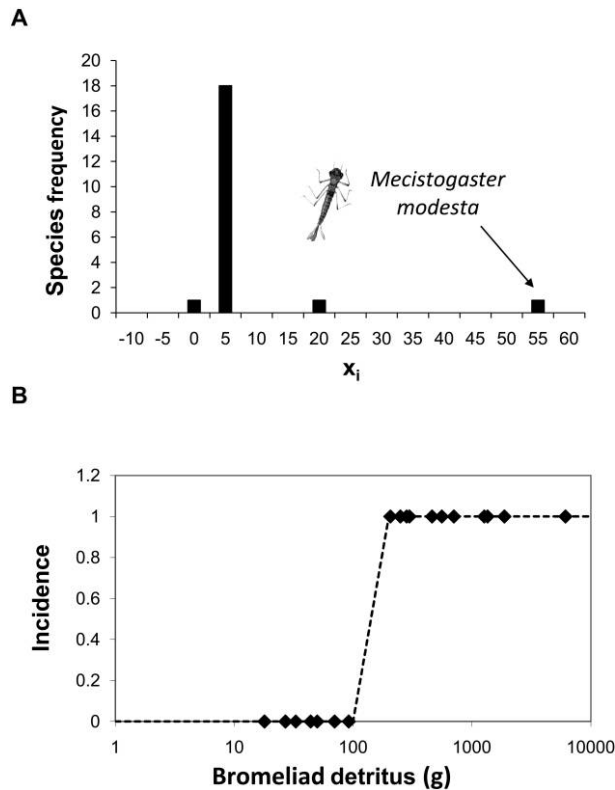 A
20
18
16
14
12
10
8
6
4
2
0
Species frequency
Mecistogaster
modesta
-10 -5 0 5 10 15 20 25 30 35 40 45 50 55 60
xi
B
1.2
1
0.8
0.6
0.4
0.2
0
Incidence
1 10 100 1000 10000
Bromeliad detritus (g)